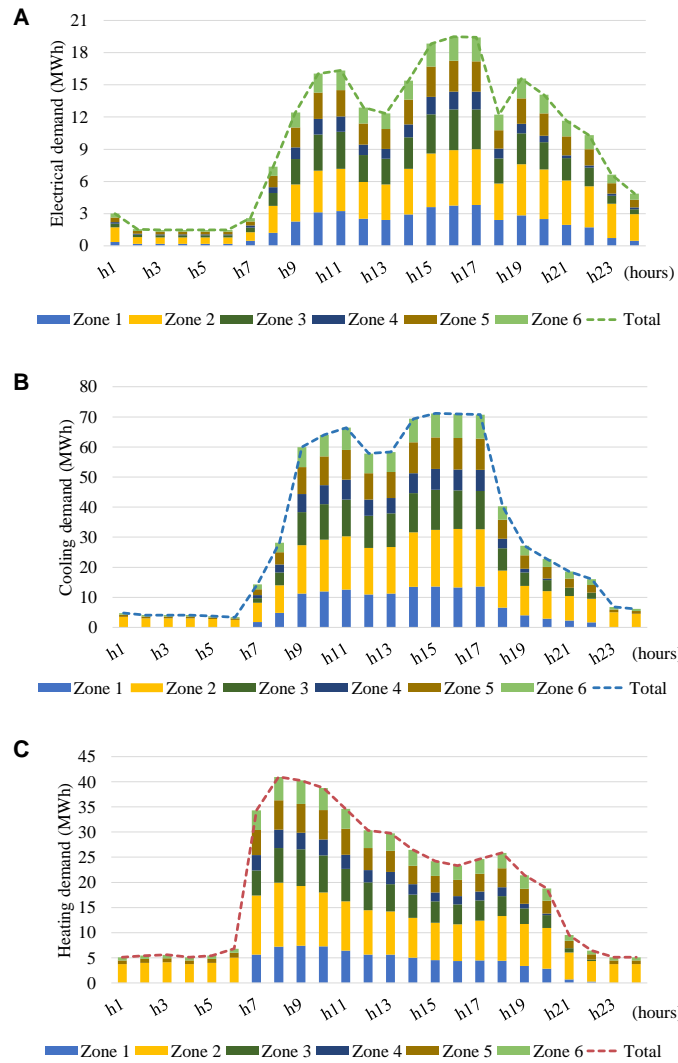 A
Electrical demand (MWh)
21
18
15
12
9
6
3
0
h1 h3 h5 h7 h9 h11 h13 h15 h17 h19 h21 h23 (hours)
Zone 1 Zone 2 Zone 3 Zone 4 Zone 5 Zone 6 Total
B
Cooling demand (MWh)
80
70
60
50
40
30
20
10
0
h1 h3 h5 h7 h9 h11 h13 h15 h17 h19 h21 h23 (hours)
Zone 1 Zone 2 Zone 3 Zone 4 Zone 5 Zone 6 Total
C
Heating demand (MWh)
45
40
35
30
25
20
15
10
5
0
h1 h3 h5 h7 h9 h11 h13 h15 h17 h19 h21 h23 (hours)
Zone 1 Zone 2 Zone 3 Zone 4 Zone 5 Zone 6 Total